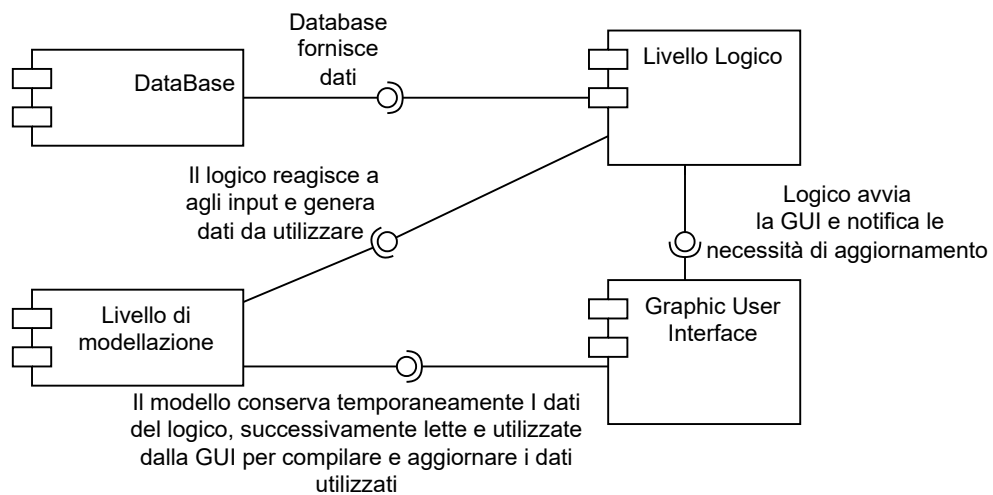 Database
fornisce
dati
DataBase
Livello Logico
Il logico reagisce a
agli input e genera
dati da utilizzare
Logico avvia
la GUI e notifica le
necessità di aggiornamento
Livello di
modellazione
Graphic User
Interface
Il modello conserva temporaneamente I dati
del logico, successivamente lette e utilizzate
dalla GUI per compilare e aggiornare i dati
utilizzati